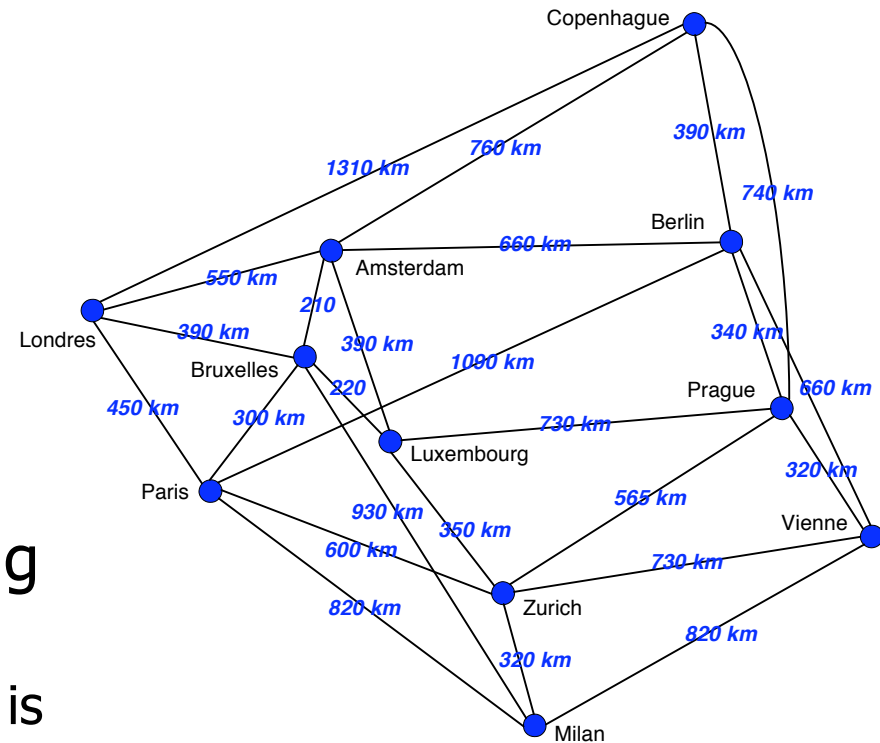 Copenhague
390 km
760 km
1310 km
740 km
Berlin
660 km
Amsterdam
550 km
210
Londres
390 km
390 km
340 km
Bruxelles
1090 km
220
660 km
Prague
450 km
300 km
730 km
Luxembourg
320 km
Paris
565 km
930 km
Vienne
350 km
600 km
g
730 km
Zurich
820 km
820 km
320 km
is
Milan